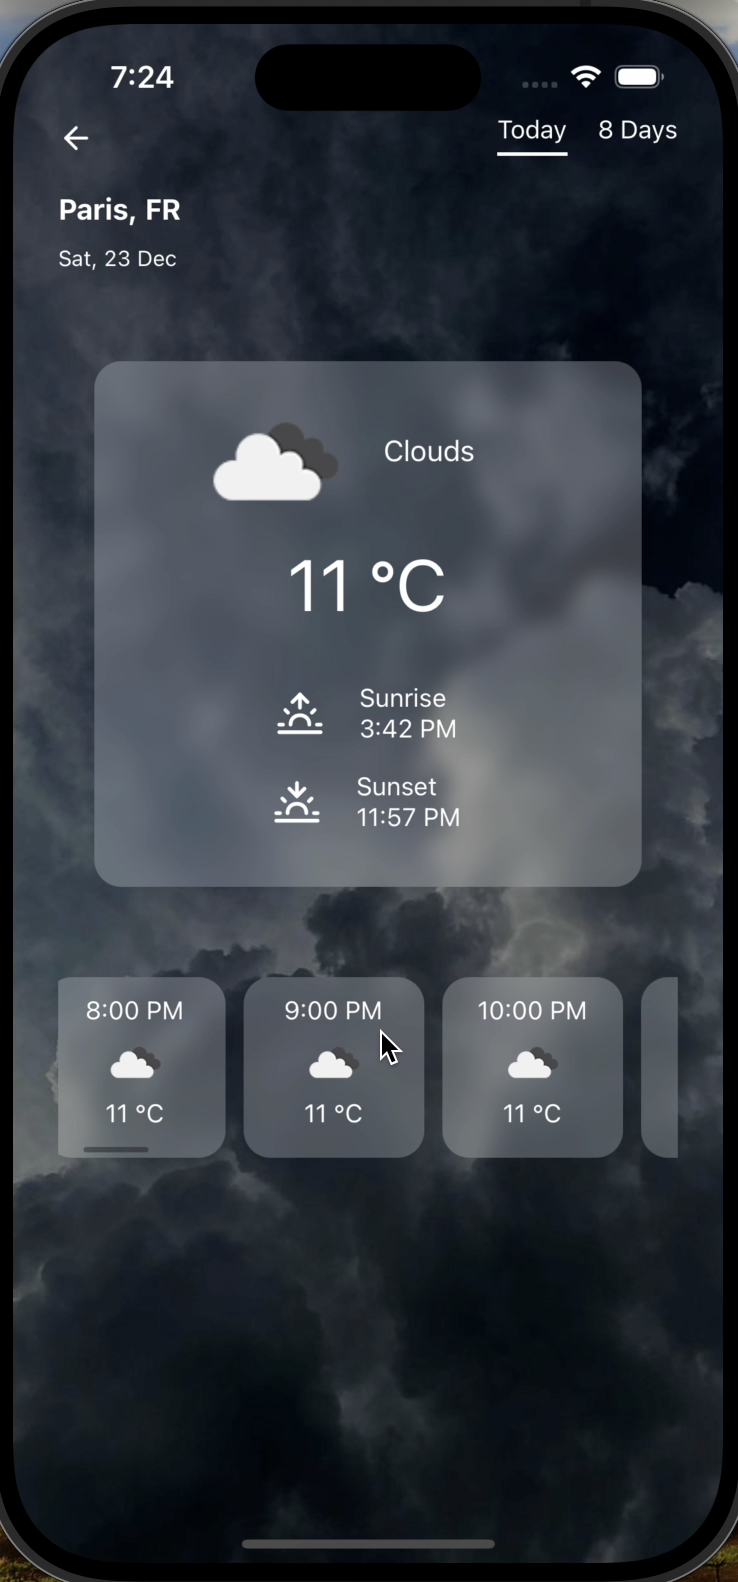 7:24
Today 8 Days
Paris, FR
Sat, 23 Dec
Clouds
11 °C
Sunrise
3:42 PM
Sunset
11:57 PM
8:00 PM 9:00 PM 10:00 PM
11 °C 11 °C 11 °C